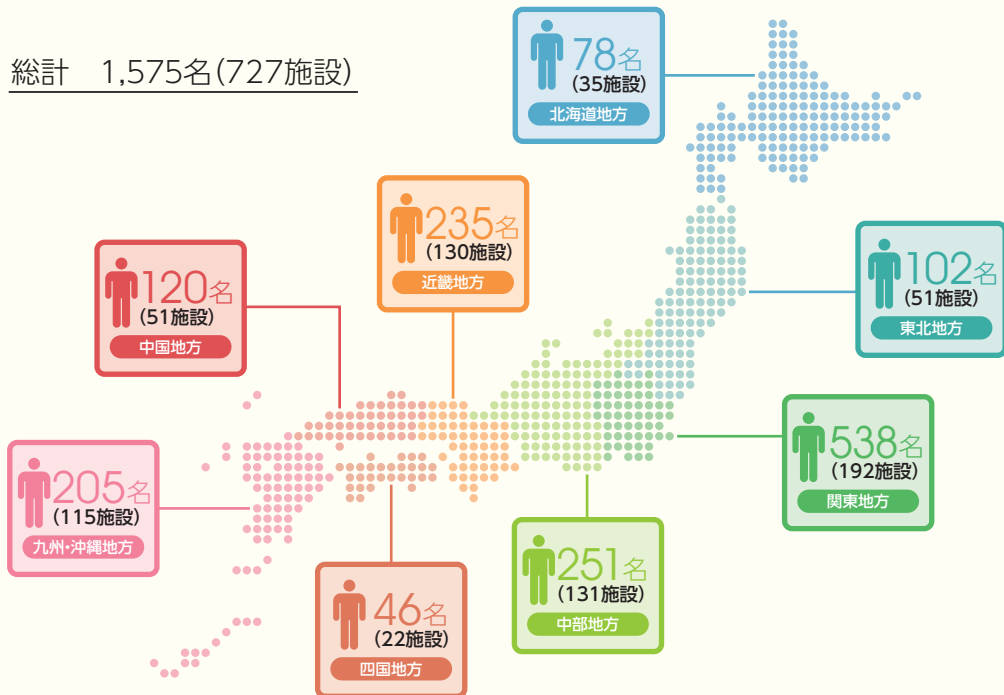 総計　1,575名(727施設)
78名
(35施設)
北海道地方
235名
(130施設)
近畿地方
120名
(51施設)
中国地方
102名
(51施設)
東北地方
538名
(192施設)
関東地方
205名
(115施設)
九州・沖縄地方
251名
(131施設)
中部地方
46名
(22施設)
四国地方